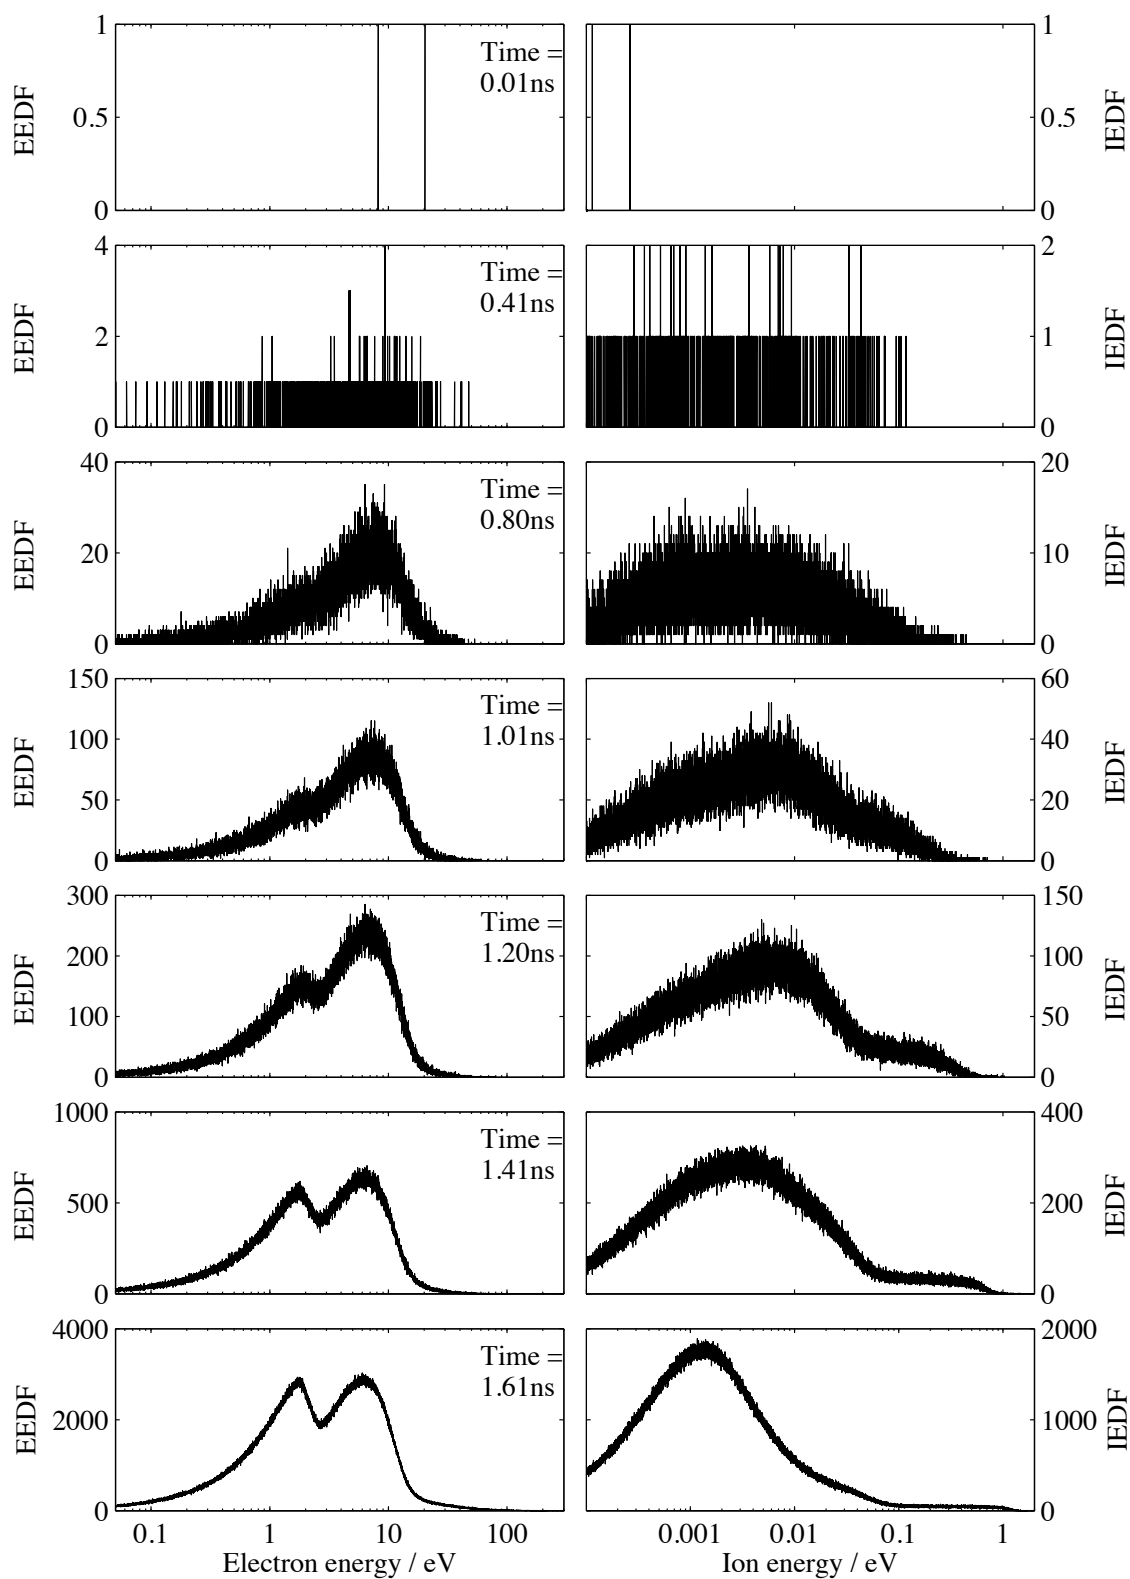 1
0.5
0
EEDF
Time =
0.01ns
1
0.5
0
IEDF
4
2
0
EEDF
Time =
0.41ns
2
1
0
IEDF
40
20
0
EEDF
Time =
0.80ns
20
10
0
IEDF
150
100
50
0
EEDF
Time =
1.01ns
60
40
20
0
IEDF
300
200
100
0
EEDF
Time =
1.20ns
150
100
50
0
IEDF
1000
500
0
EEDF
Time =
1.41ns
400
200
0
IEDF
4000
2000
0
EEDF
Time =
1.61ns
2000
1000
0
IEDF
0.1 1 10 100
Electron energy / eV
0.001 0.01 0.1 1
Ion energy / eV